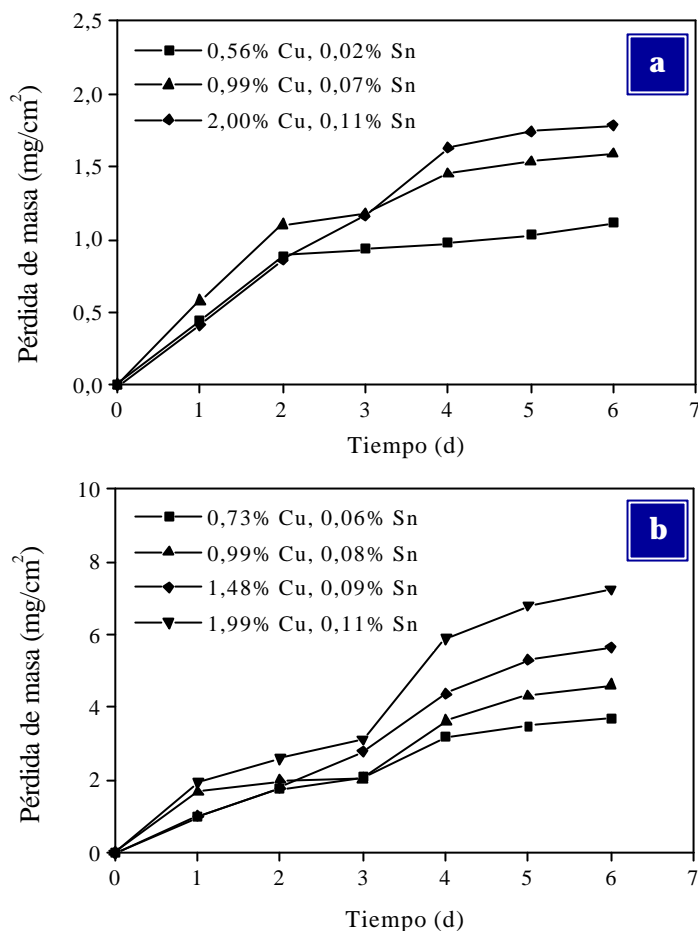 2,5
0,56% Cu, 0,02% Sn
a
2,0
0,99% Cu, 0,07% Sn
2,00% Cu, 0,11% Sn
1,5
1,0
0,5
0,0
Pérdida de masa (mg/cm²)
0 1 2 3 4 5 6 7
Tiempo (d)
10
0,73% Cu, 0,06% Sn
b
0,99% Cu, 0,08% Sn
8
1,48% Cu, 0,09% Sn
1,99% Cu, 0,11% Sn
6
4
2
0
Pérdida de masa (mg/cm²)
0 1 2 3 4 5 6 7
Tiempo (d)